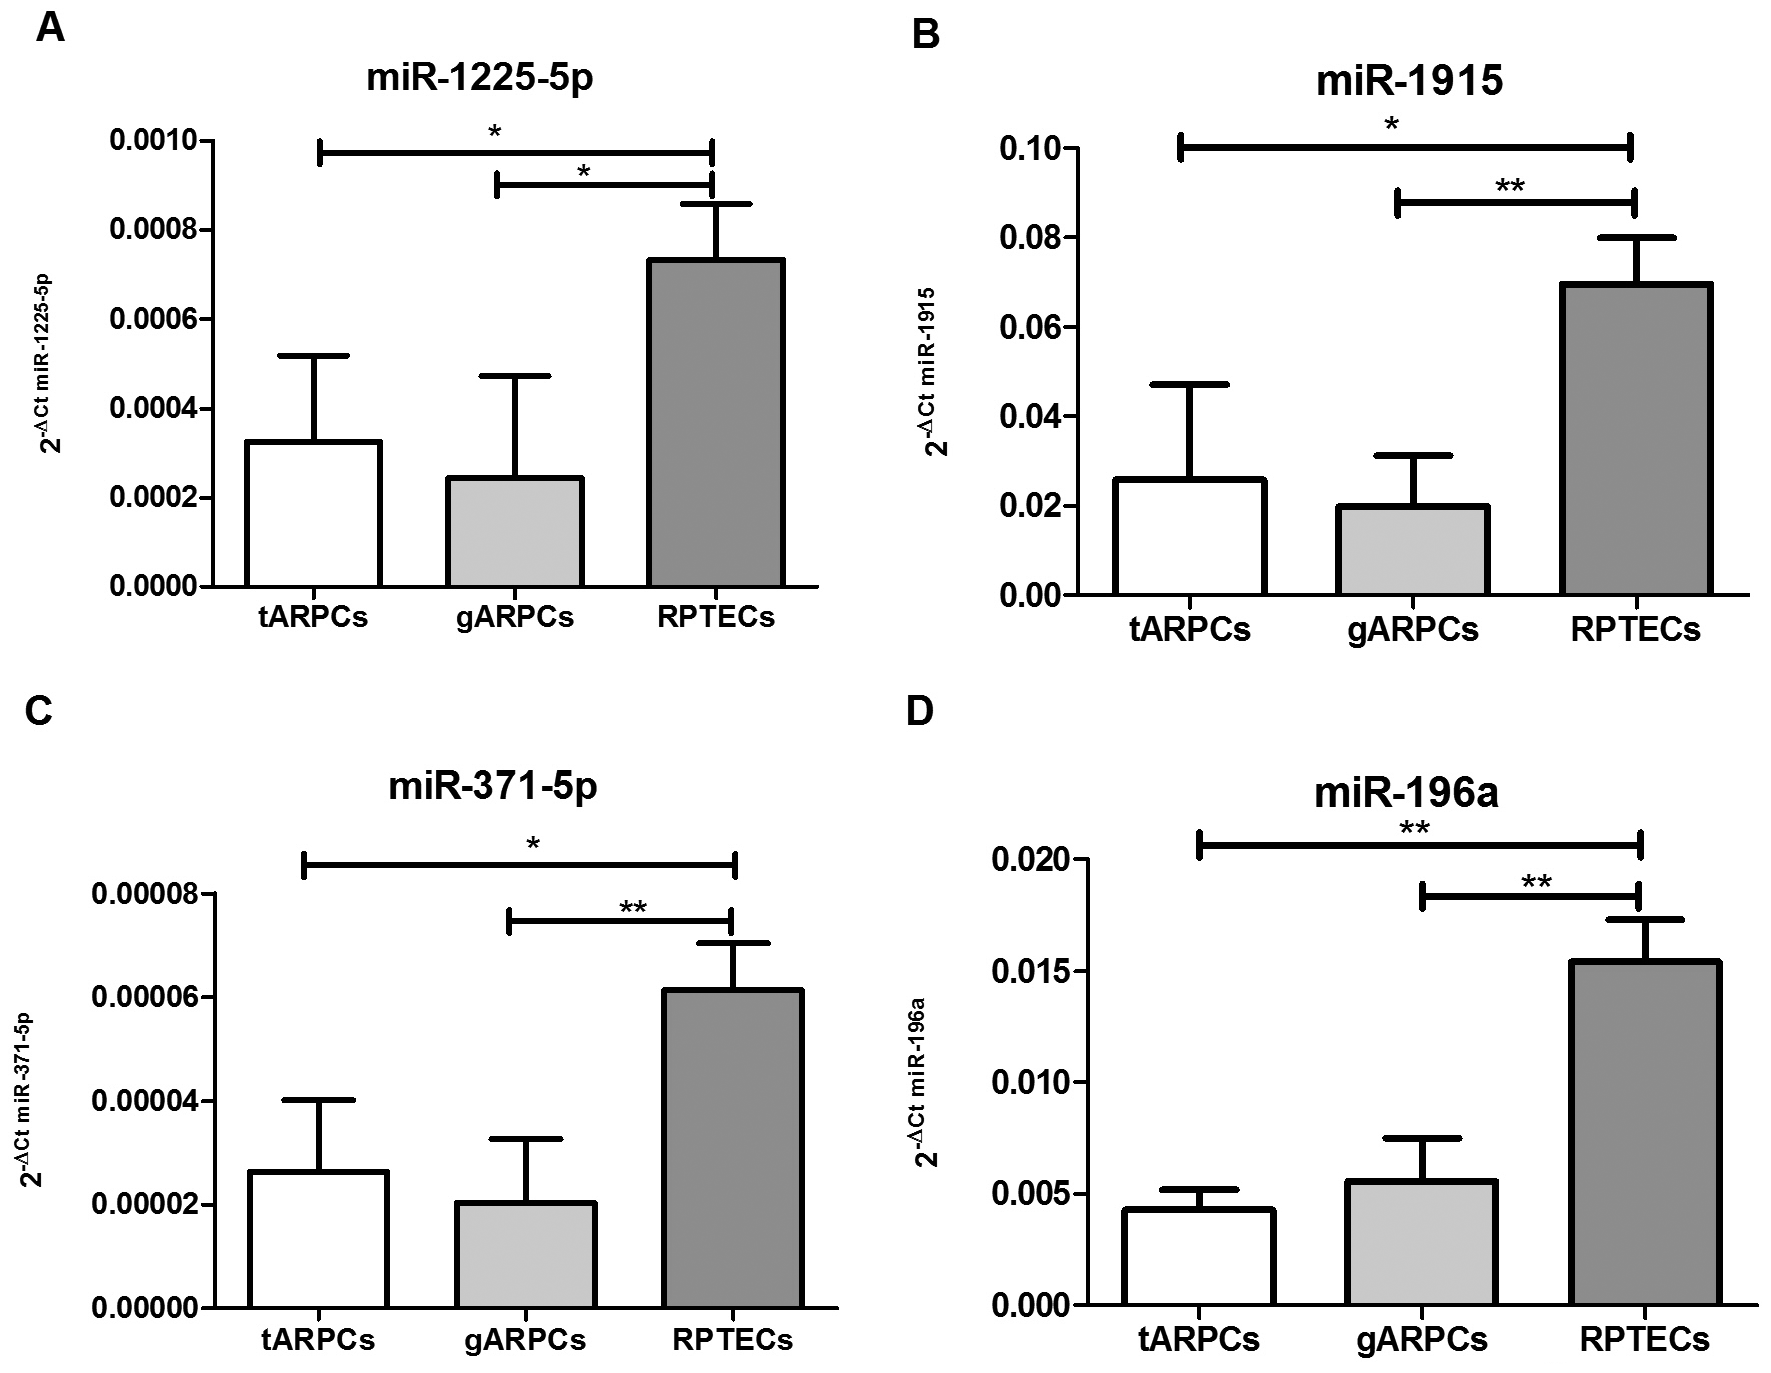 A
miR-1225-5p
*
*
0.0010
0.0008
0.0006
0.0004
0.0002
0.0000
2-ΔCt miR-1225-5p
tARPCs gARPCs RPTECs
B
miR-1915
*
**
0.10
0.08
0.06
0.04
0.02
0.00
2-ΔCt miR-1915
tARPCs gARPCs RPTECs
C
miR-371-5p
*
**
0.00008
0.00006
0.00004
0.00002
0.00000
2-ΔCt miR-371-5p
tARPCs gARPCs RPTECs
D
miR-196a
**
**
0.020
0.015
0.010
0.005
0.000
2-ΔCt miR-196a
tARPCs gARPCs RPTECs